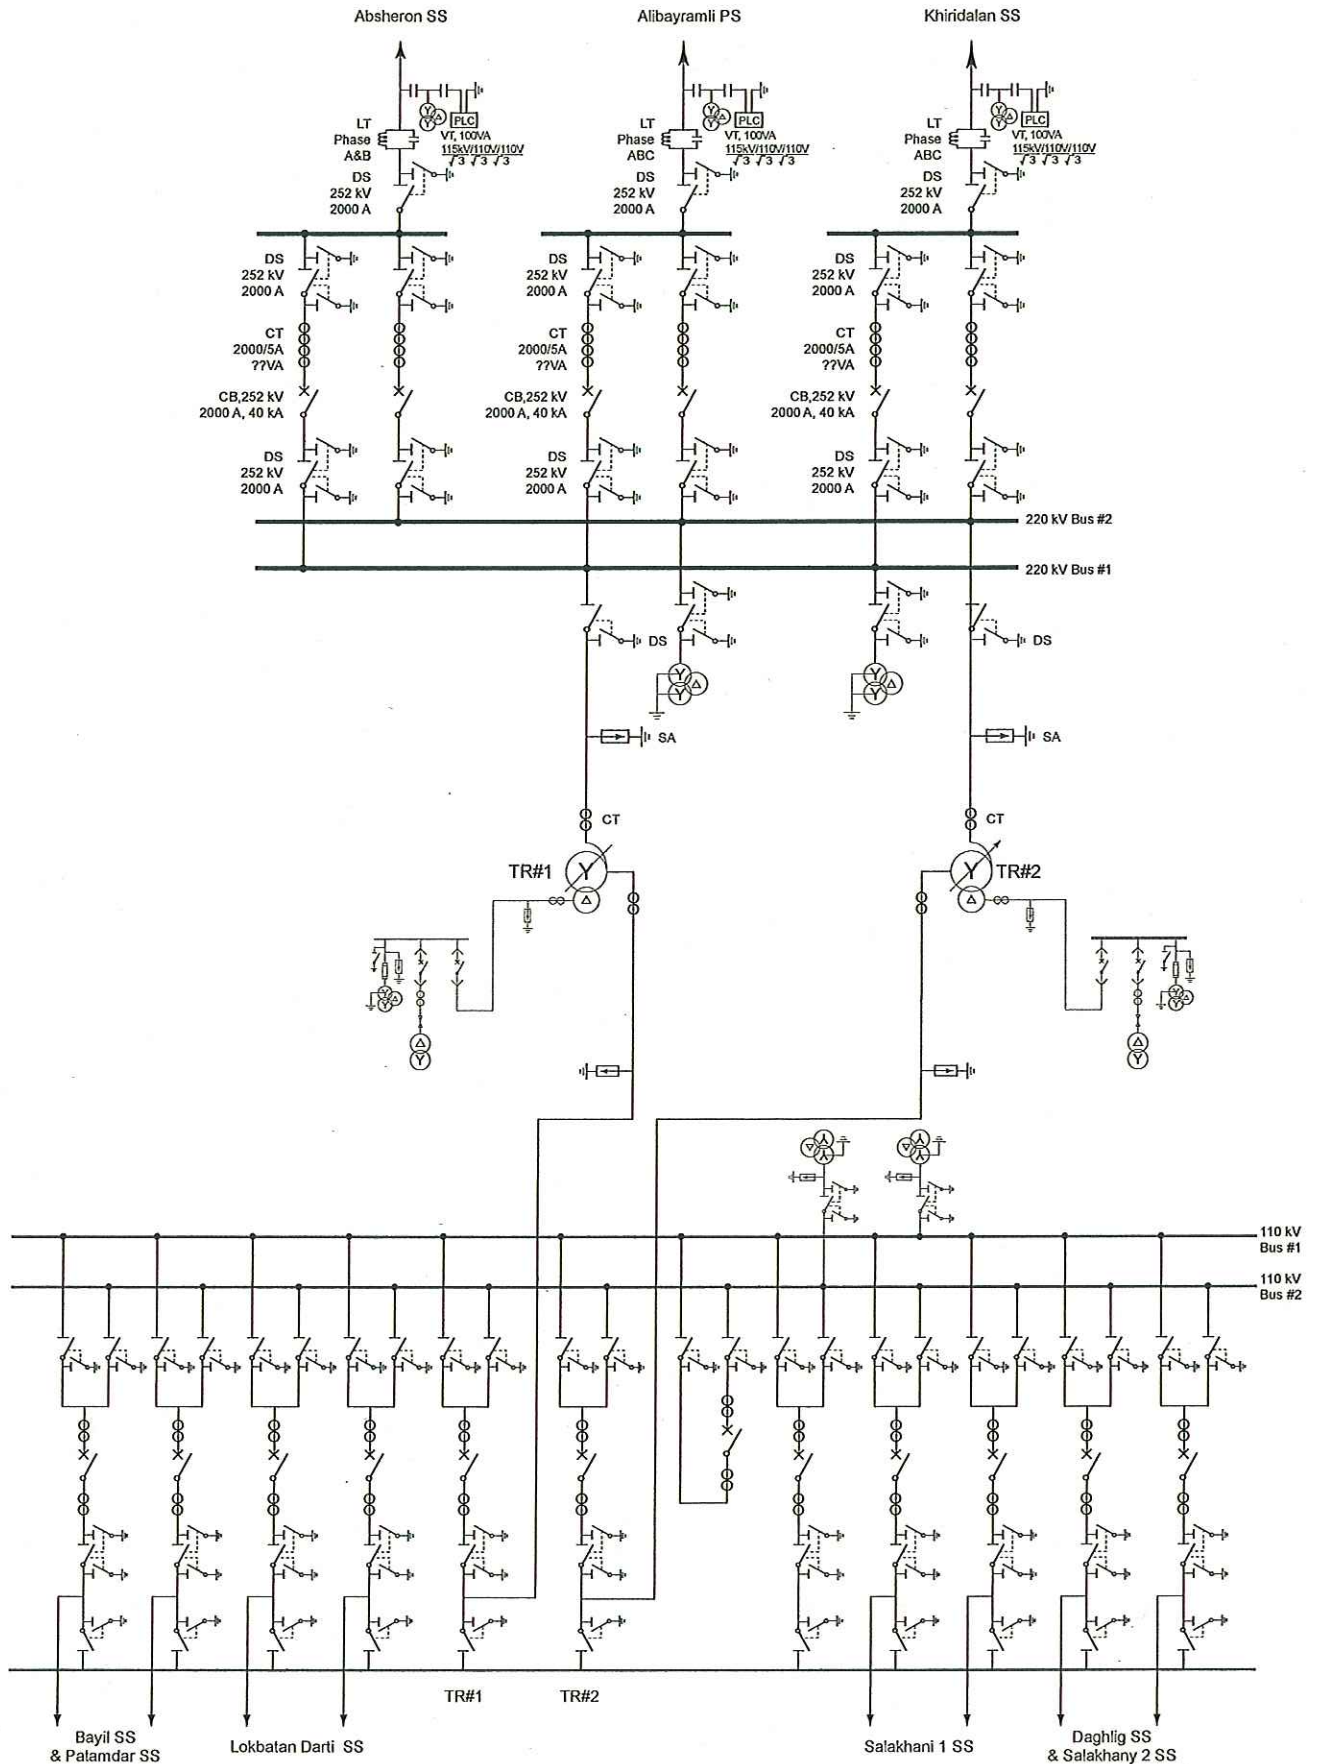 Absheron SS
Alibayramli PS
Khiridalan SS
LT
Phase
A&B
PLC
VT, 100VA
115kV/110V/110V
√3 √3 √3
DS
252 kV
2000 A
LT
Phase
ABC
PLC
VT, 100VA
115kV/110V/110V
√3 √3 √3
DS
252 kV
2000 A
LT
Phase
ABC
PLC
VT, 100VA
115kV/110V/110V
√3 √3 √3
DS
252 kV
2000 A
DS
252 kV
2000 A
CT
2000/5A
??VA
CB,252 kV
2000 A, 40 kA
DS
252 kV
2000 A
DS
252 kV
2000 A
CT
2000/5A
??VA
CB,252 kV
2000 A, 40 kA
DS
252 kV
2000 A
DS
252 kV
2000 A
CT
2000/5A
??VA
CB,252 kV
2000 A, 40 kA
DS
252 kV
2000 A
220 kV Bus #2
220 kV Bus #1
DS
DS
SA
SA
CT
CT
TR#1
TR#2
110 kV
Bus #1
110 kV
Bus #2
TR#1
TR#2
Bayil SS
& Patamdar SS
Lokbatan Darti SS
Salakhani 1 SS
Daghlig SS
& Salakhany 2 SS